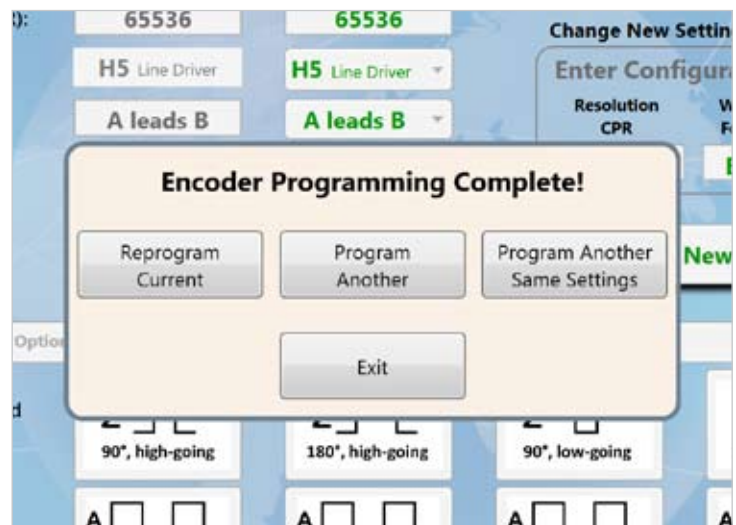 65536 65536
Change New Settin
H5 Line Driver H5 Line Driver
Enter Configur
A leads B A leads B
Resolution
CPR
Encoder Programming Complete!
Reprogram
Current
Program
Another
Program Another
Same Settings
New
Option
Exit
90°, high-going 180°, high-going 90°, low-going
A A A A